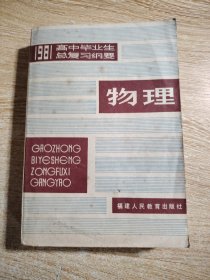 1981
高中毕业生
总复习纲要
物理
GAOZHONG
BIYESHENG
ZONGFUXI
GANGYAO
福建人民教育出版社